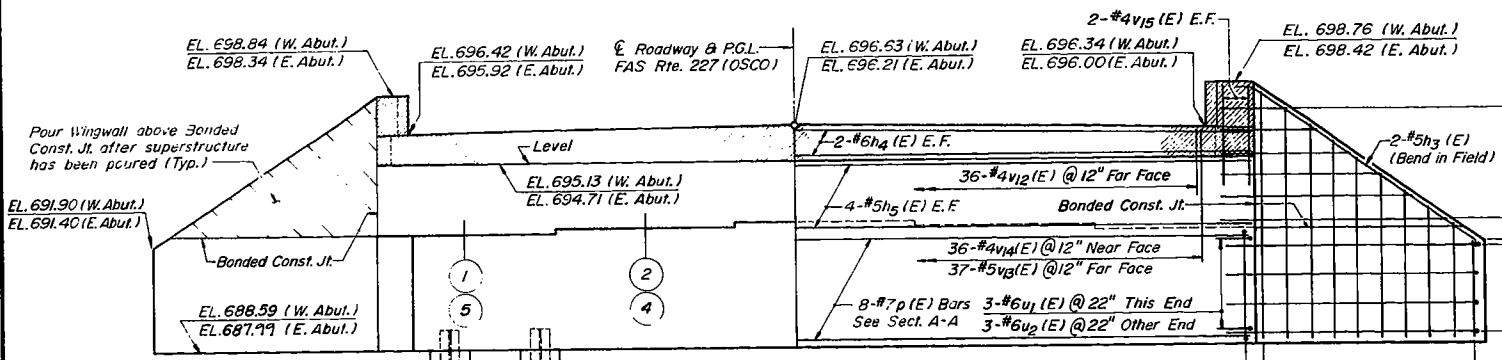 EL. 698.84 (W. Abut.)
EL. 698.34 (E. Abut.)
EL. 696.42 (W. Abut.)
EL. 695.92 (E. Abut.)
℄ Roadway & P.G.L.
FAS Rte. 227 (OSCO)
EL. 696.63 (W. Abut.)
EL. 696.21 (E. Abut.)
EL. 696.34 (W. Abut.)
EL. 696.00 (E. Abut.)
2-#4v15 (E) E.F.
EL. 698.76 (W. Abut.)
EL. 698.42 (E. Abut.)
Pour Wingwall above Bonded
Const. Jt. after superstructure
has been poured (Typ.)
Level
2-#6h4 (E) E.F.
2-#5h3 (E)
(Bend in Field)
EL. 695.13 (W. Abut.)
EL. 694.71 (E. Abut.)
36-#4v12(E) @ 12" Far Face
EL. 691.90 (W. Abut.)
EL. 691.40 (E. Abut.)
4-#5h5 (E) E.F.
Bonded Const. Jt.
Bonded Const. Jt.
36-#4v14(E) @ 12" Near Face
37-#5v13(E) @ 12" Far Face
1
2
5
4
EL. 688.59 (W. Abut.)
EL. 687.99 (E. Abut.)
8-#7p (E) Bars
See Sect. A-A
3-#6u1 (E) @ 22" This End
3-#6u2 (E) @ 22" Other End